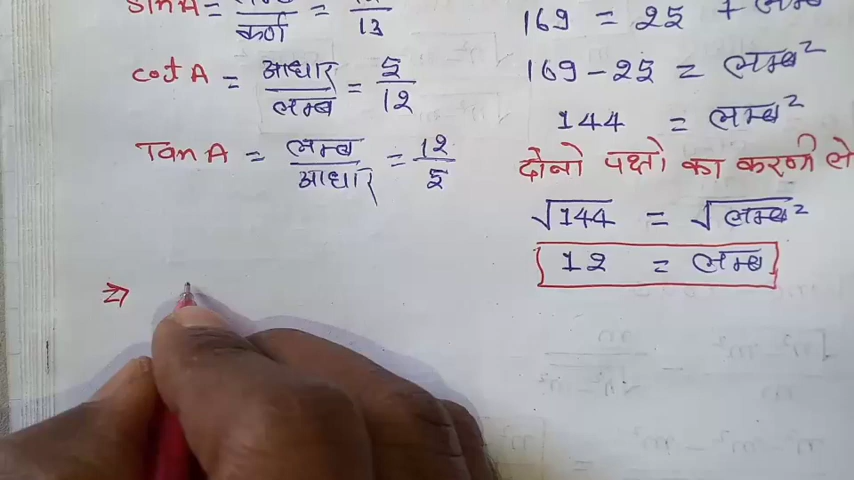 Sin A = कर्ण = 13
cot A = आधार / लम्ब = 5 / 12
Tan A = लम्ब / आधार = 12 / 5
⇒
169 = 25 +
169 - 25 = लम्ब²
144 = लम्ब²
दोनो पक्षो का करणी ले
√144 = √लम्ब²
12 = लम्ब